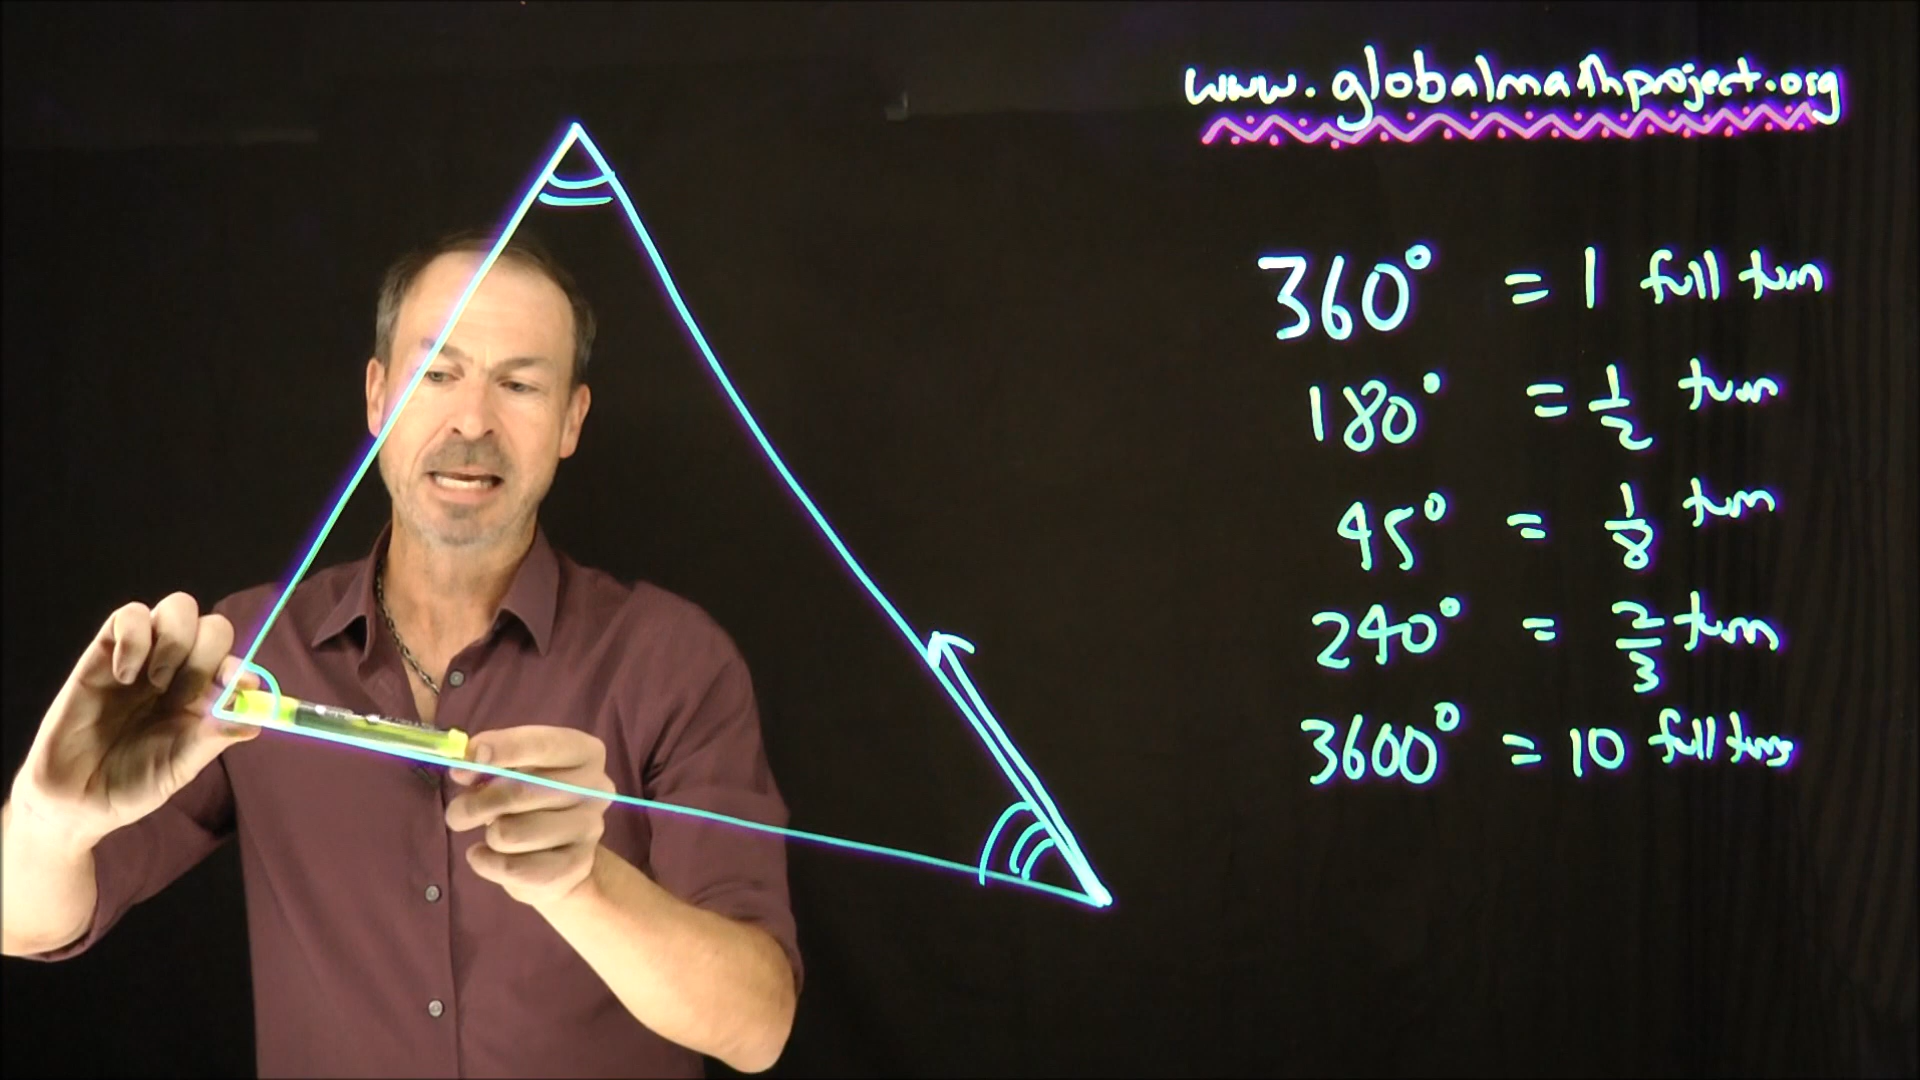 www.globalmathproject.org
360° = 1 full turn
180° = 1/2 turn
45° = 1/8 turn
240° = 2/3 turn
3600° = 10 full turns